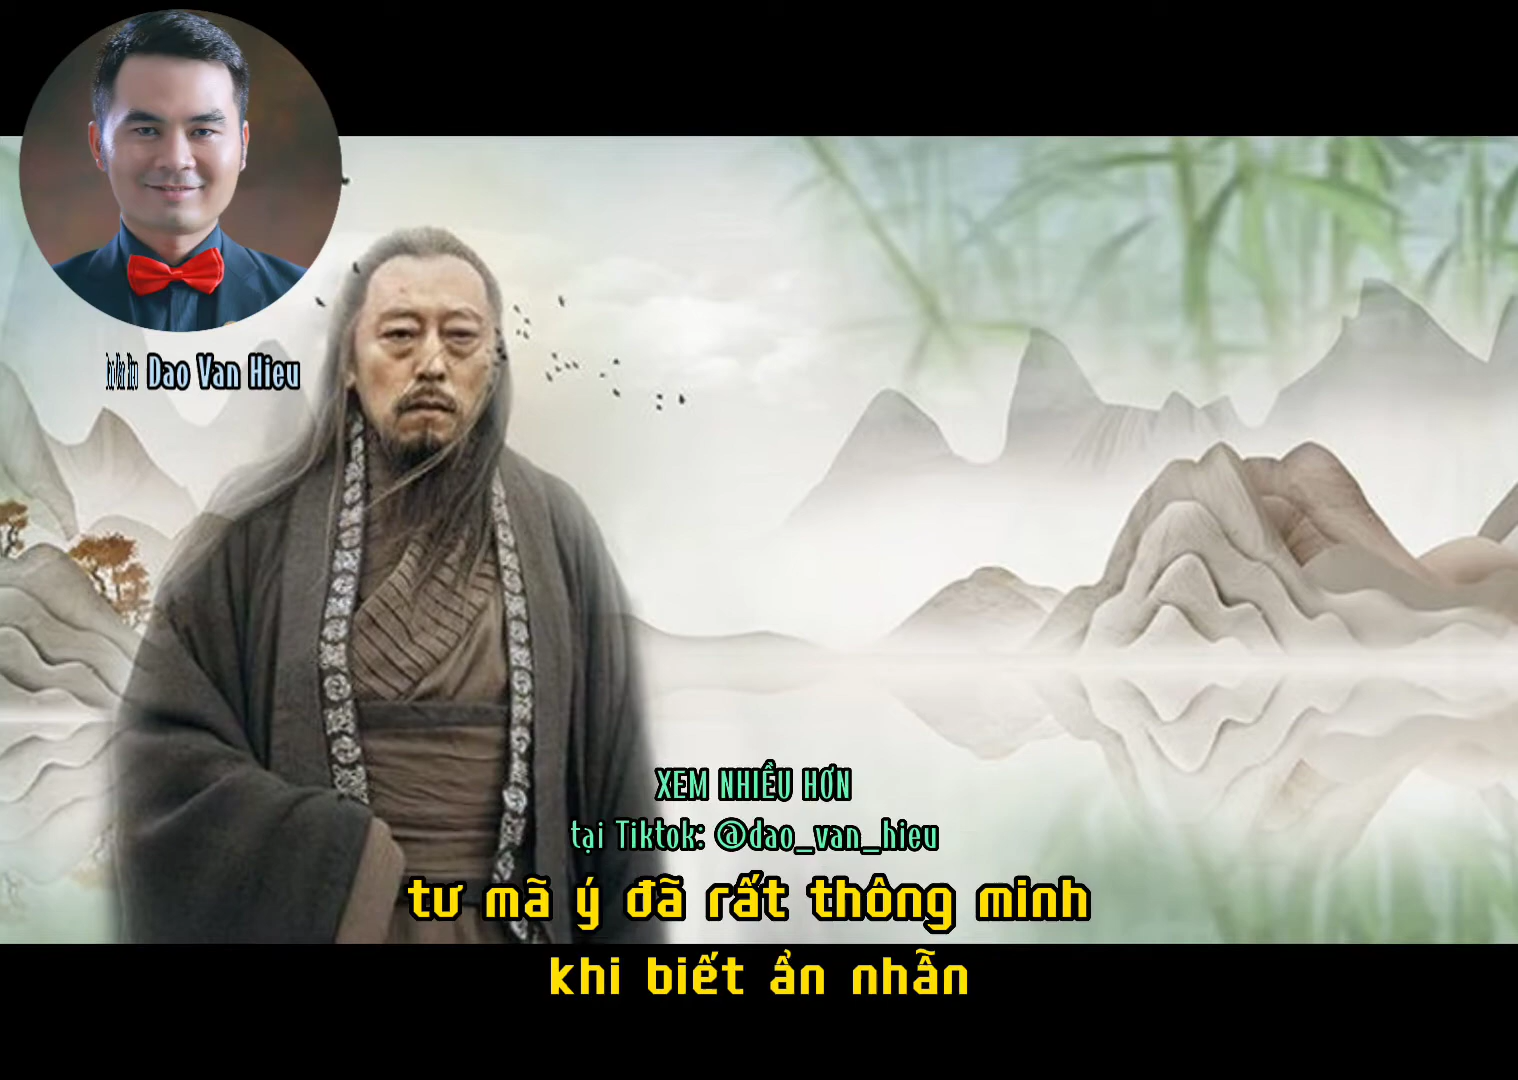 Dao Van Hieu
XEM NHIỀU HƠN
tại Tiktok: @dao_van_hieu
tư mã ý đã rất thông minh
khi biết ẩn nhẫn